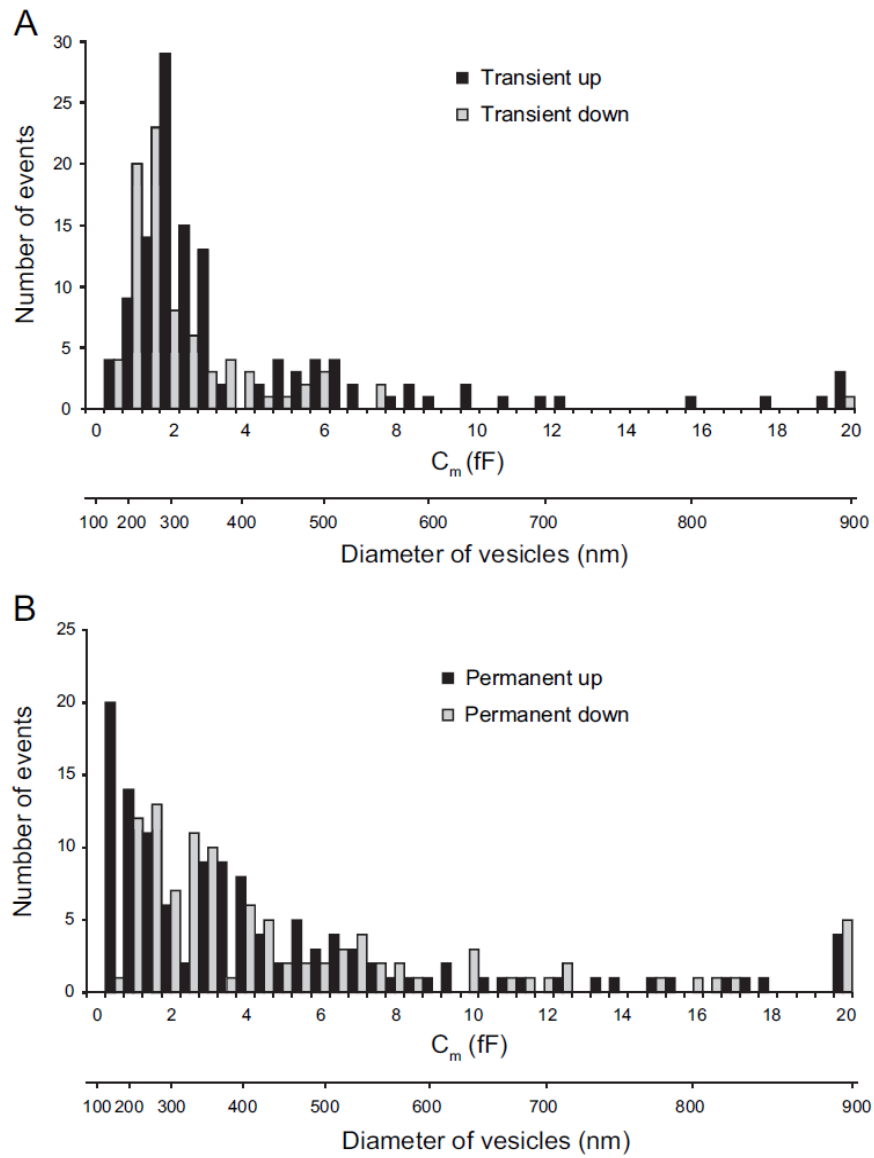 A
30
25
20
15
10
5
0
Number of events
Transient up
Transient down
0 2 4 6 8 10 12 14 16 18 20
Cm (fF)
100 200 300 400 500 600 700 800 900
Diameter of vesicles (nm)
B
25
20
15
10
5
0
Numbber of events
Permanent up
Permanent down
0 2 4 6 8 10 12 14 16 18 20
Cm (fF)
100 200 300 400 500 600 700 800 900
Diameter of vesicles (nm)